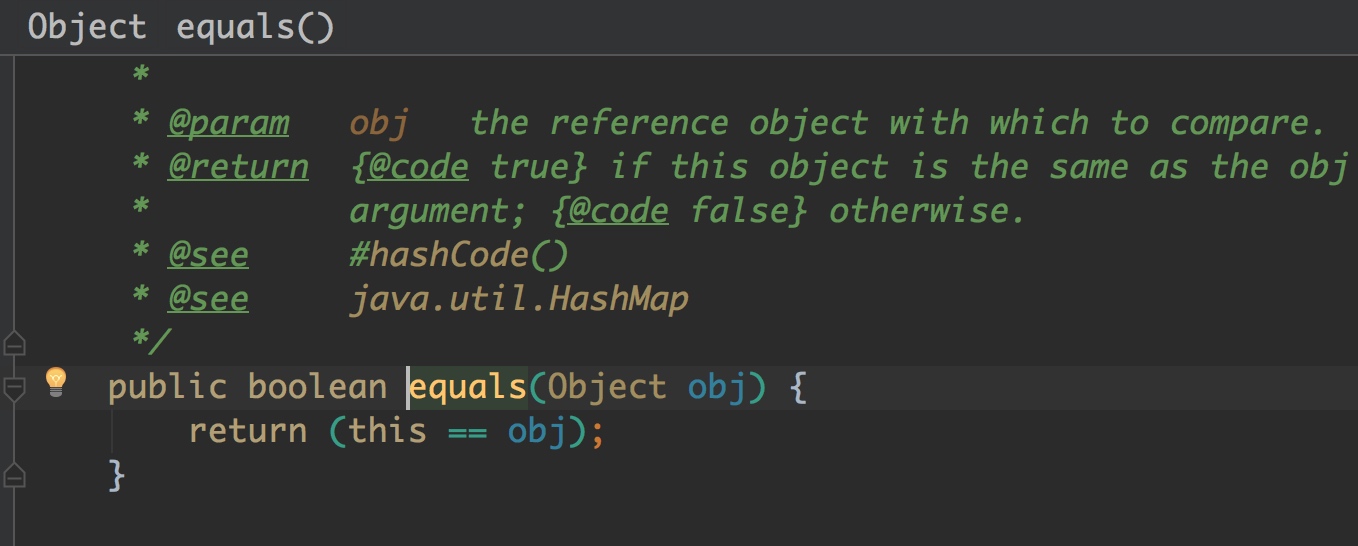 Object equals()
*
* @param obj the reference object with which to compare.
* @return {@code true} if this object is the same as the obj
* argument; {@code false} otherwise.
* @see #hashCode()
* @see java.util.HashMap
*/
public boolean equals(Object obj) {
return (this == obj);
}